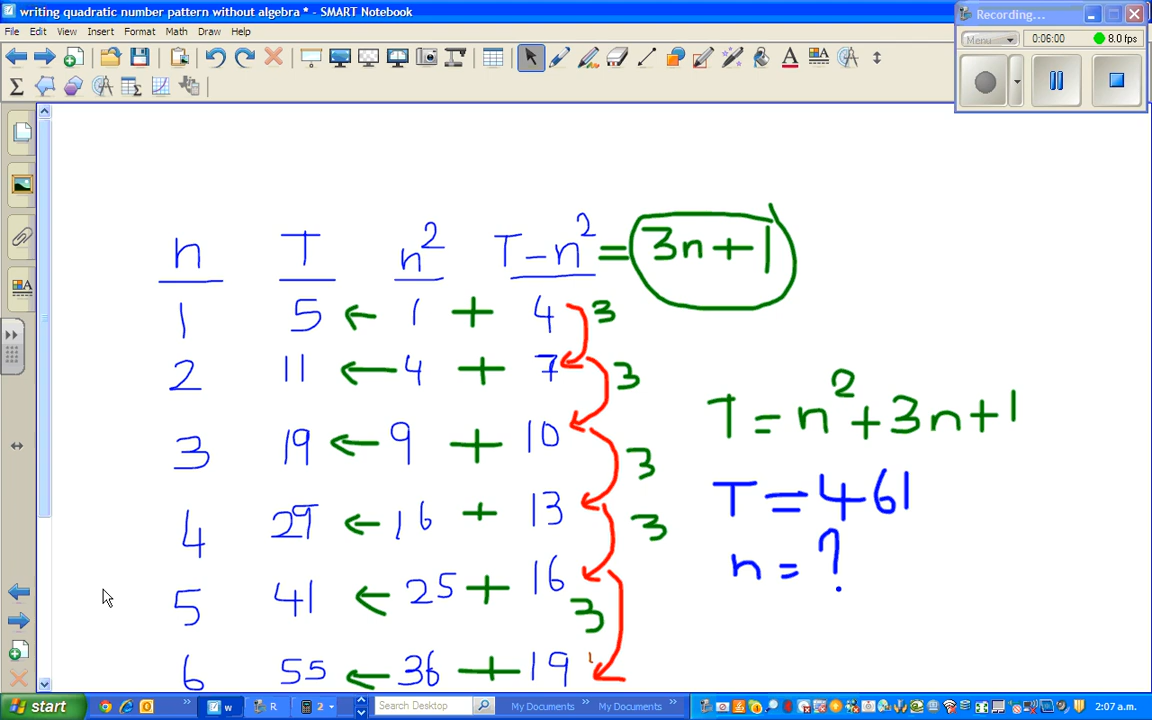 writing quadratic number pattern without algebra * - SMART Notebook
Recording...
File Edit View Insert Format Math Draw Help
Menu 0:06:00 8.0 fps
n T n² T-n² = 3n+1
1 5 ← 1 + 4 3
2 11 ← 4 + 7 3
3 19 ← 9 + 10 3
4 29 ← 16 + 13 3
5 41 ← 25 + 16 3
6 55 ← 36 + 19
T = n²+3n+1
T = 461
n = ?
start w R 2 Search Desktop My Documents My Documents 2:07 a.m.